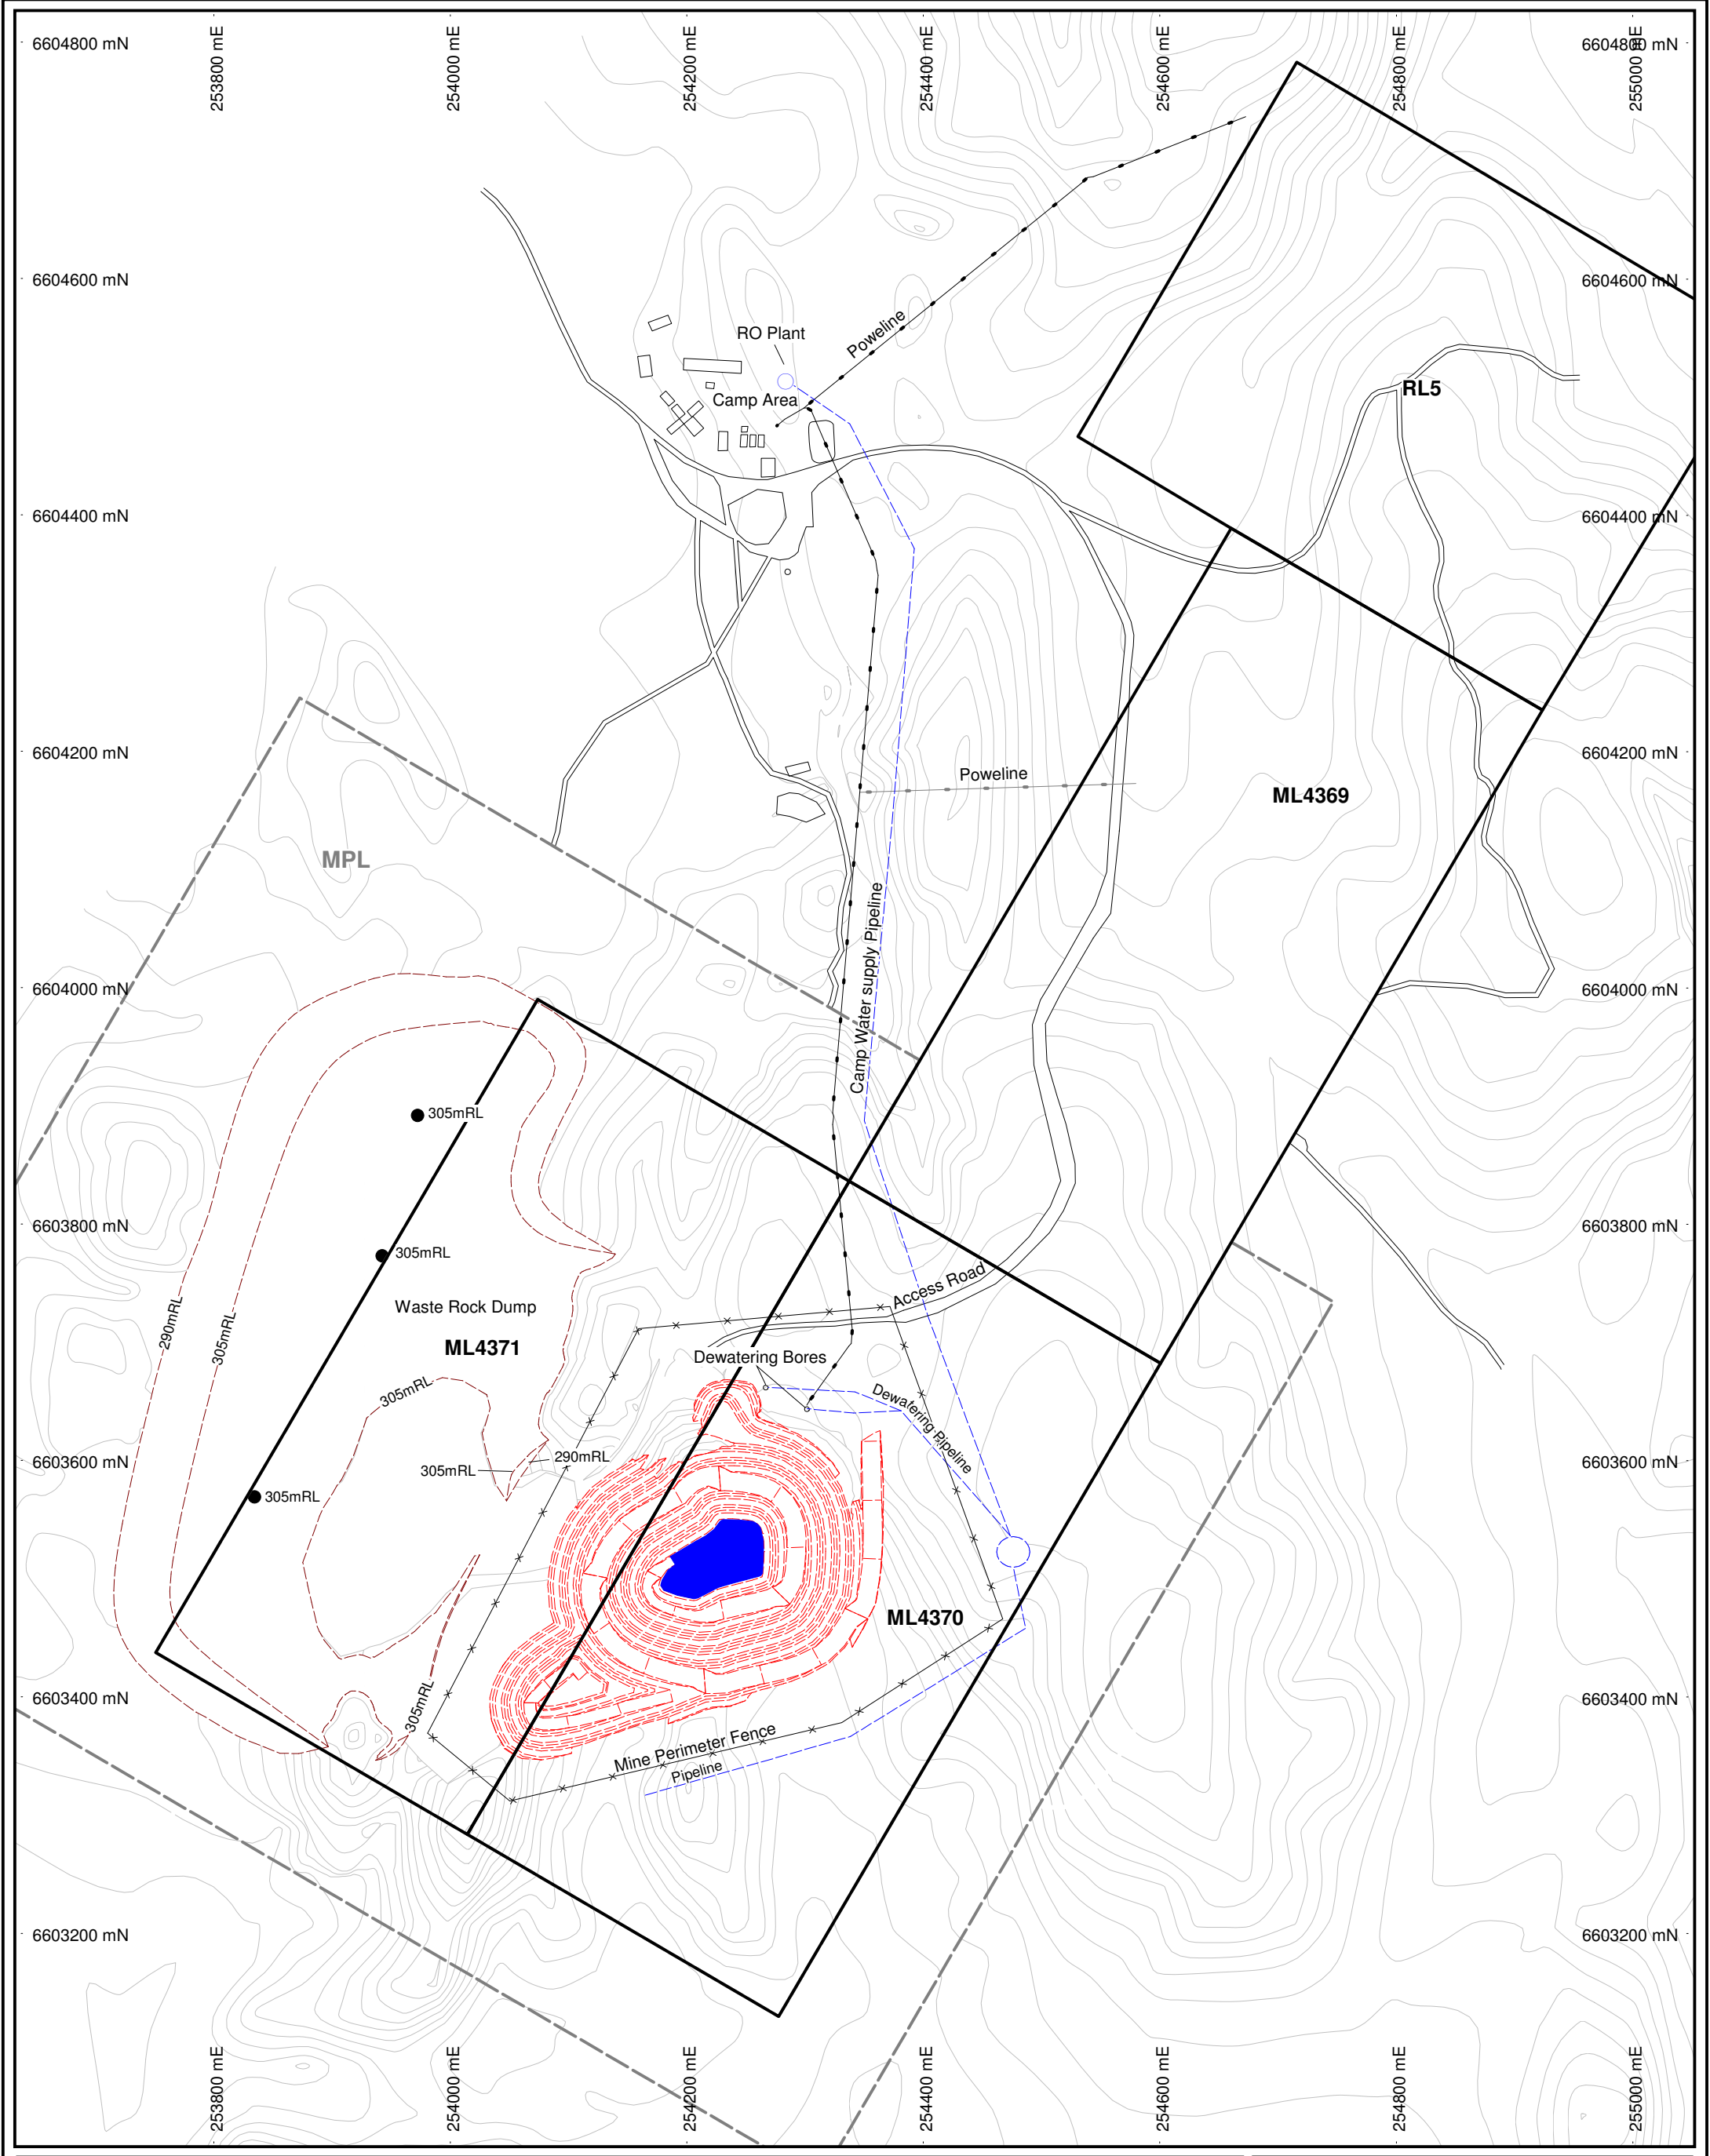 253800 mE
254000 mE
254200 mE
254400 mE
254600 mE
254800 mE
255000 mE
6604800 mN
6604800 mN
6604600 mN
6604600 mN
RO Plant
Poweline
Camp Area
RL5
6604400 mN
6604400 mN
6604200 mN
6604200 mN
Poweline
ML4369
MPL
Camp Water supply Pipeline
6604000 mN
6604000 mN
305mRL
6603800 mN
6603800 mN
305mRL
Access Road
Waste Rock Dump
290mRL
305mRL
ML4371
Dewatering Bores
305mRL
Dewatering Pipeline
6603600 mN
290mRL
305mRL
6603600 mN
305mRL
ML4370
6603400 mN
305mRL
6603400 mN
Mine Perimeter Fence
Pipeline
6603200 mN
6603200 mN
253800 mE
254000 mE
254200 mE
254400 mE
254600 mE
254800 mE
255000 mE